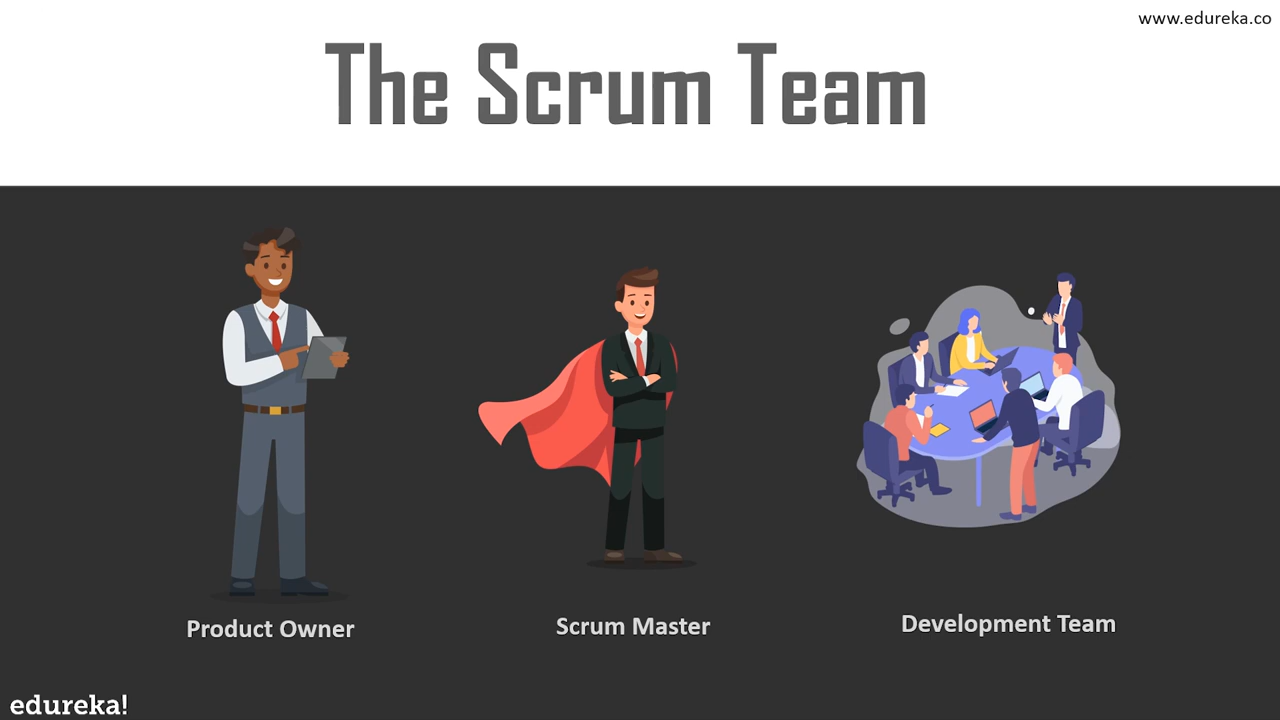 www.edureka.co
The Scrum Team
Product Owner
Scrum Master
Development Team
edureka!